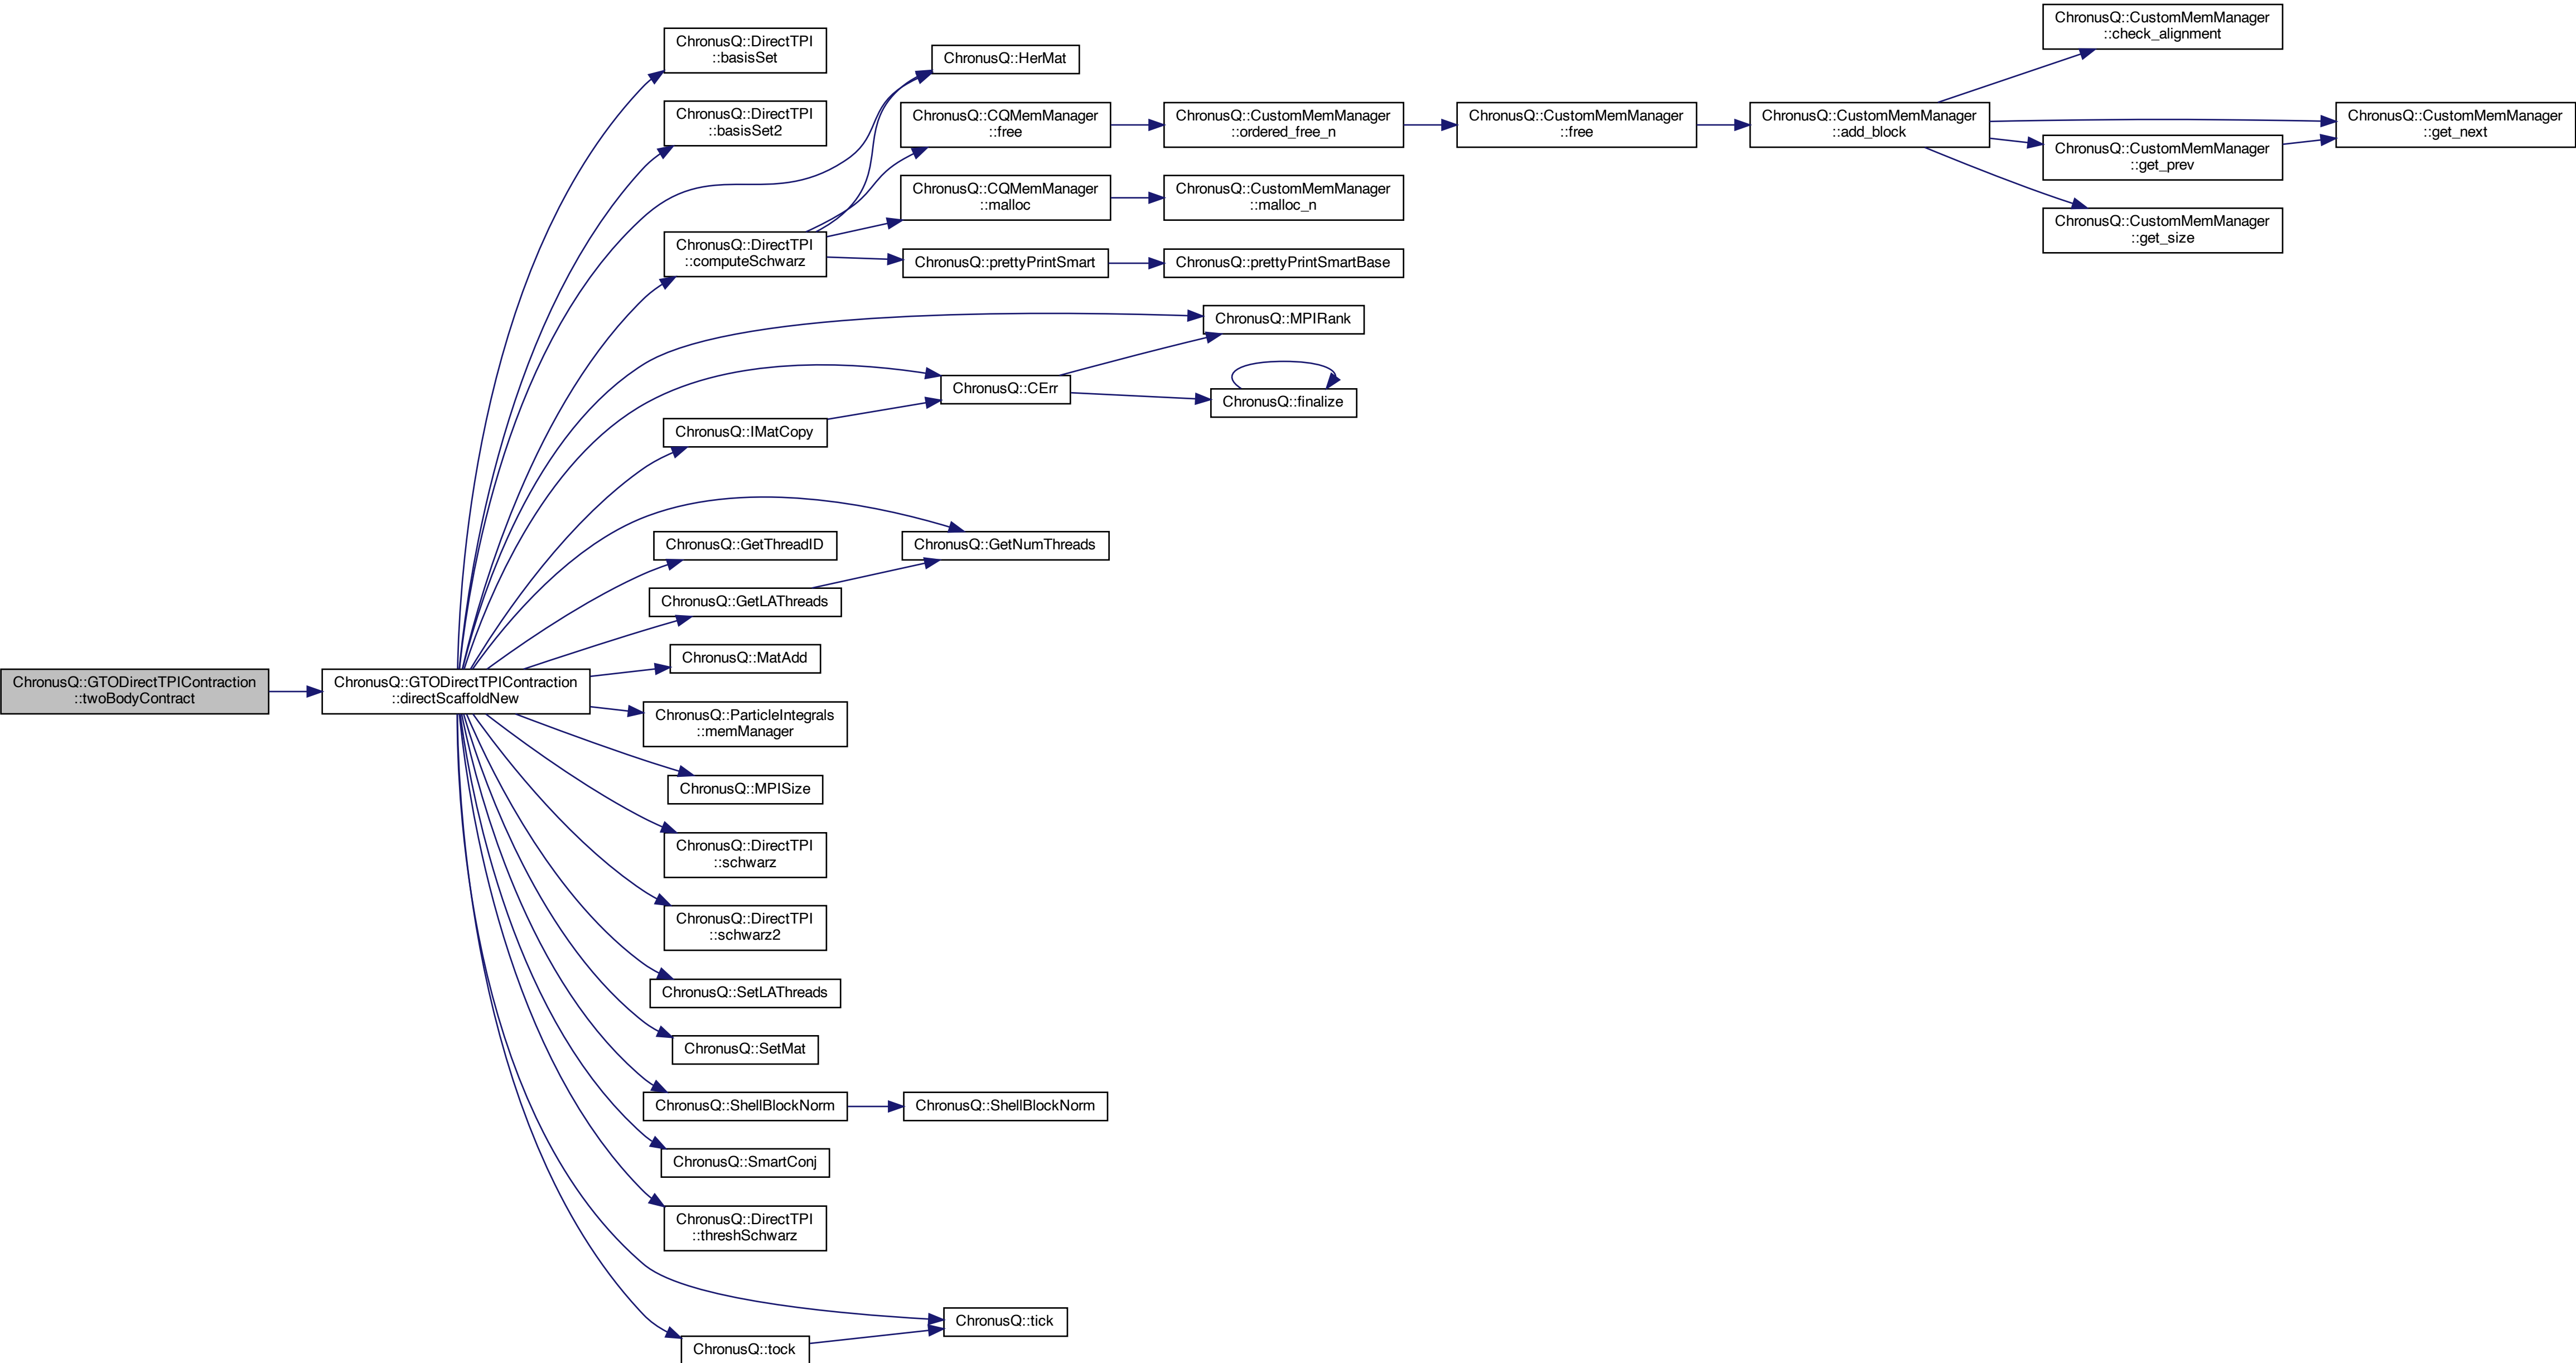 ChronusQ::GTODirectTPIContraction
::twoBodyContract
ChronusQ::GTODirectTPIContraction
::directScaffoldNew
ChronusQ::DirectTPI
::basisSet
ChronusQ::DirectTPI
::basisSet2
ChronusQ::DirectTPI
::computeSchwarz
ChronusQ::IMatCopy
ChronusQ::GetThreadID
ChronusQ::GetLAThreads
ChronusQ::MatAdd
ChronusQ::ParticleIntegrals
::memManager
ChronusQ::MPISize
ChronusQ::DirectTPI
::schwarz
ChronusQ::DirectTPI
::schwarz2
ChronusQ::SetLAThreads
ChronusQ::SetMat
ChronusQ::ShellBlockNorm
ChronusQ::SmartConj
ChronusQ::DirectTPI
::threshSchwarz
ChronusQ::tock
ChronusQ::HerMat
ChronusQ::CQMemManager
::free
ChronusQ::CQMemManager
::malloc
ChronusQ::prettyPrintSmart
ChronusQ::CErr
ChronusQ::GetNumThreads
ChronusQ::ShellBlockNorm
ChronusQ::tick
ChronusQ::CustomMemManager
::ordered_free_n
ChronusQ::CustomMemManager
::malloc_n
ChronusQ::prettyPrintSmartBase
ChronusQ::MPIRank
ChronusQ::finalize
ChronusQ::CustomMemManager
::free
ChronusQ::CustomMemManager
::add_block
ChronusQ::CustomMemManager
::check_alignment
ChronusQ::CustomMemManager
::get_prev
ChronusQ::CustomMemManager
::get_size
ChronusQ::CustomMemManager
::get_next